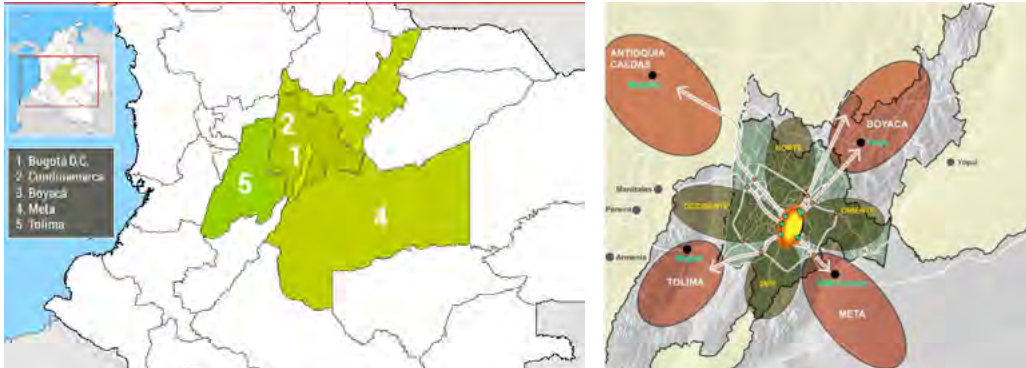 1 Bogotá D.C.
2 Cundinamarca
3 Boyacá
4 Meta
5 Tolima
1
2
3
4
5
ANTIOQUIA
CALDAS
BOYACA
NORTE
Yopal
Manizales
Pereira
OCCIDENTE
ORIENTE
Armenia
TOLIMA
SUR
META